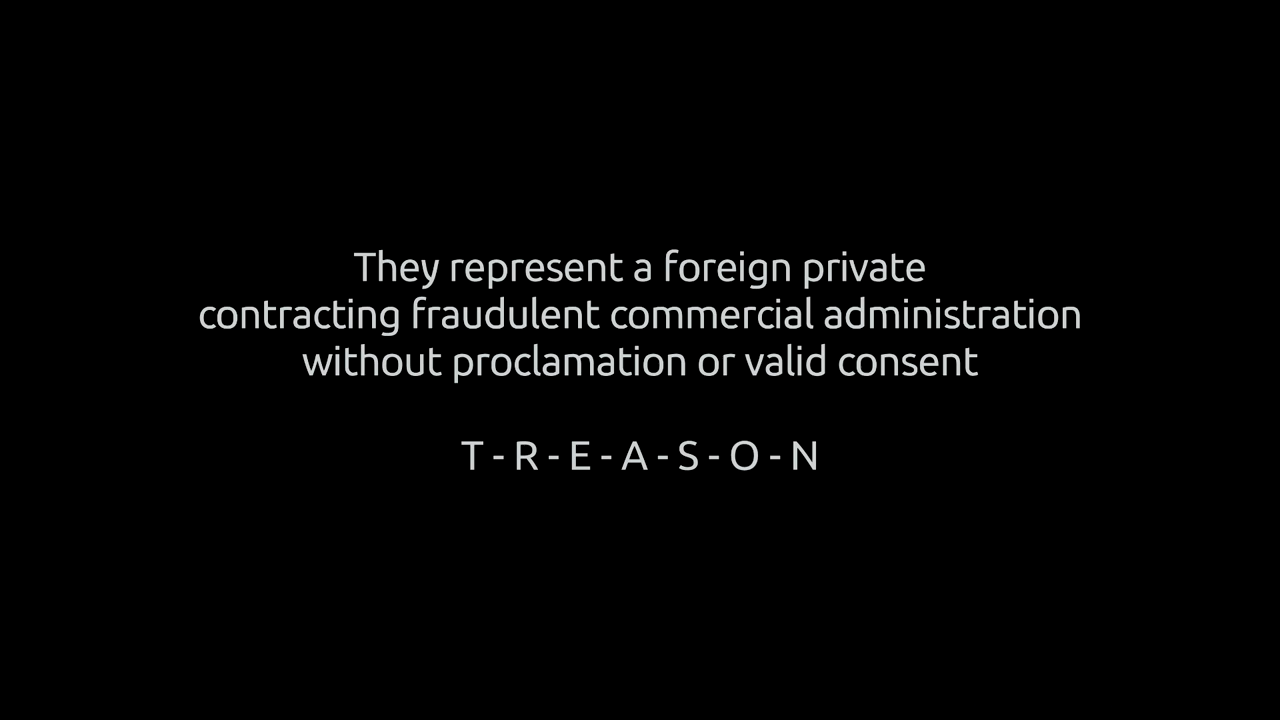 They represent a foreign private
contracting fraudulent commercial administration
without proclamation or valid consent
T - R - E - A - S - O - N